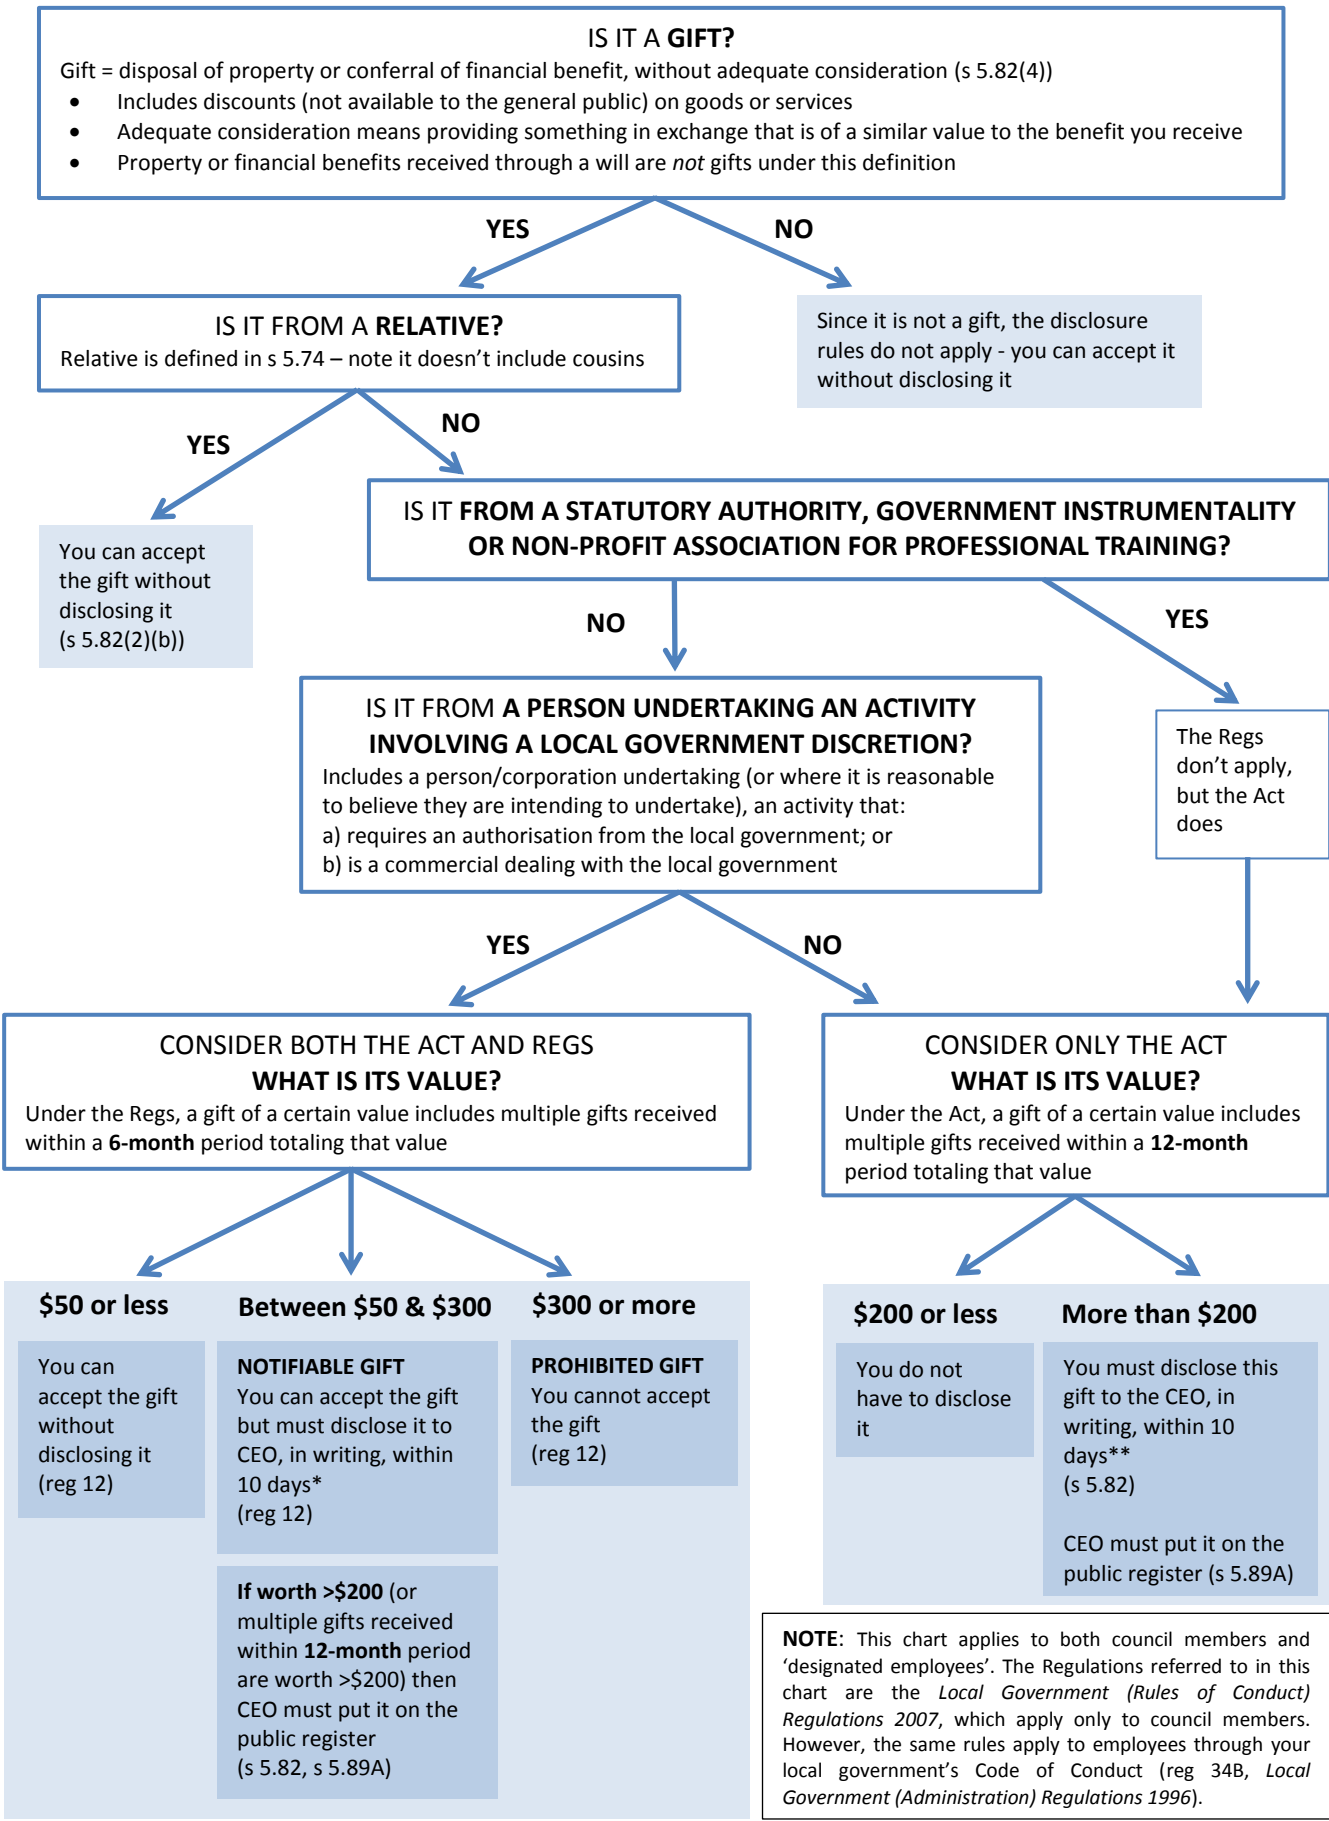 IS IT A GIFT?
Gift = disposal of property or conferral of financial benefit, without adequate consideration (s 5.82(4))
• Includes discounts (not available to the general public) on goods or services
• Adequate consideration means providing something in exchange that is of a similar value to the benefit you receive
• Property or financial benefits received through a will are not gifts under this definition
YES
NO
IS IT FROM A RELATIVE?
Relative is defined in s 5.74 – note it doesn't include cousins
Since it is not a gift, the disclosure
rules do not apply - you can accept it
without disclosing it
YES
NO
You can accept
the gift without
disclosing it
(s 5.82(2)(b))
IS IT FROM A STATUTORY AUTHORITY, GOVERNMENT INSTRUMENTALITY
OR NON-PROFIT ASSOCIATION FOR PROFESSIONAL TRAINING?
NO
YES
IS IT FROM A PERSON UNDERTAKING AN ACTIVITY
INVOLVING A LOCAL GOVERNMENT DISCRETION?
Includes a person/corporation undertaking (or where it is reasonable
to believe they are intending to undertake), an activity that:
a) requires an authorisation from the local government; or
b) is a commercial dealing with the local government
The Regs
don't apply,
but the Act
does
YES
NO
CONSIDER BOTH THE ACT AND REGS
WHAT IS ITS VALUE?
Under the Regs, a gift of a certain value includes multiple gifts received
within a 6-month period totaling that value
CONSIDER ONLY THE ACT
WHAT IS ITS VALUE?
Under the Act, a gift of a certain value includes
multiple gifts received within a 12-month
period totaling that value
$50 or less
You can
accept the gift
without
disclosing it
(reg 12)
Between $50 & $300
NOTIFIABLE GIFT
You can accept the gift
but must disclose it to
CEO, in writing, within
10 days*
(reg 12)
If worth >$200 (or
multiple gifts received
within 12-month period
are worth >$200) then
CEO must put it on the
public register
(s 5.82, s 5.89A)
$300 or more
PROHIBITED GIFT
You cannot accept
the gift
(reg 12)
$200 or less
You do not
have to disclose
it
More than $200
You must disclose this
gift to the CEO, in
writing, within 10
days**
(s 5.82)
CEO must put it on the
public register (s 5.89A)
NOTE: This chart applies to both council members and
'designated employees'. The Regulations referred to in this
chart are the Local Government (Rules of Conduct)
Regulations 2007, which apply only to council members.
However, the same rules apply to employees through your
local government's Code of Conduct (reg 34B, Local
Government (Administration) Regulations 1996).